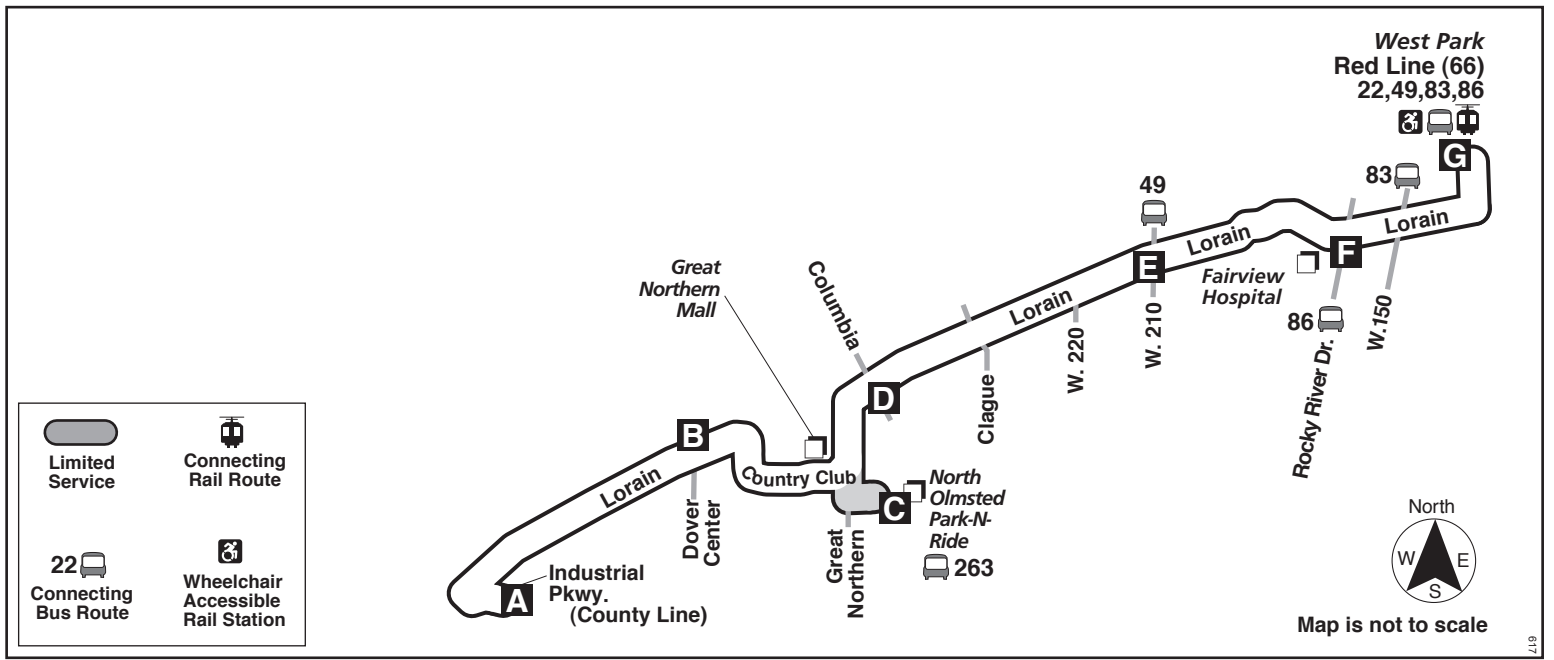 West Park
Red Line (66)
22,49,83,86
G
83
49
Lorain
Lorain
E
F
Great
Northern
Mall
Columbia
Fairview
Hospital
Lorain
86
W.150
W. 210
W. 220
Rocky River Dr.
D
Clague
B
Limited
Service
Connecting
Rail Route
Lorain
Country Club
North
Olmsted
Park-N-
Ride
C
263
Dover
Center
Great
Northern
North
W
E
S
22
Connecting
Bus Route
Wheelchair
Accessible
Rail Station
A
Industrial
Pkwy.
(County Line)
Map is not to scale
617